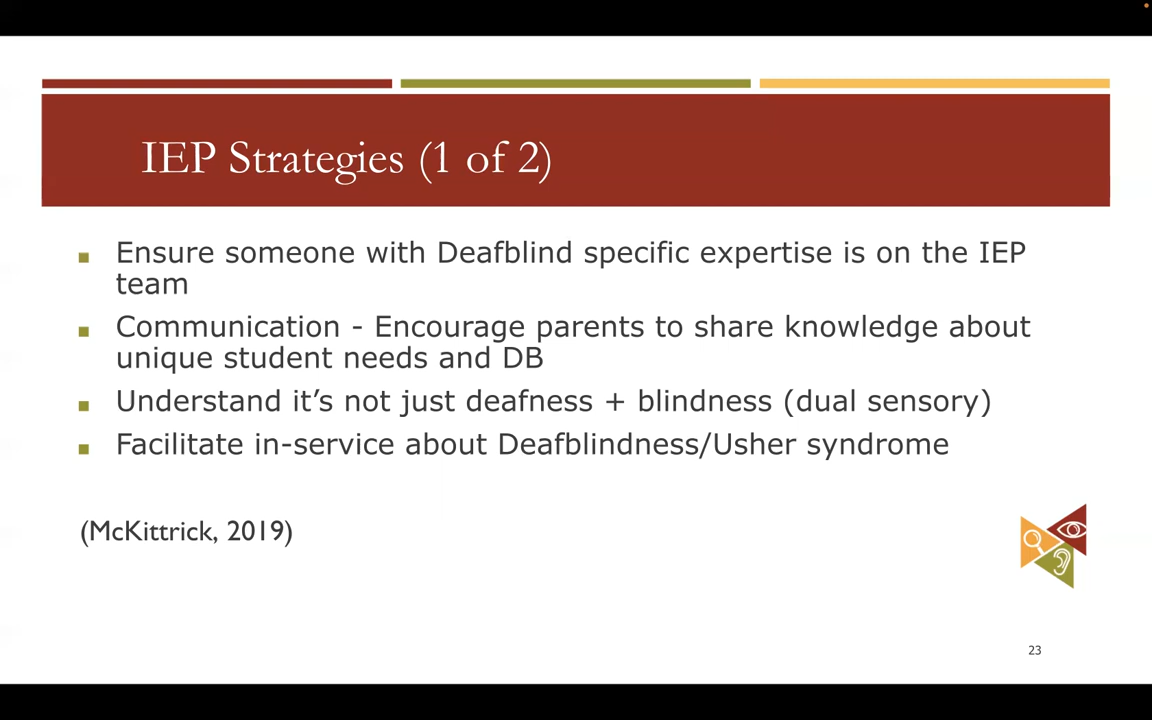 IEP Strategies (1 of 2)
Ensure someone with Deafblind specific expertise is on the IEP
team
Communication - Encourage parents to share knowledge about
unique student needs and DB
Understand it’s not just deafness + blindness (dual sensory)
Facilitate in-service about Deafblindness/Usher syndrome
(McKittrick, 2019)
23